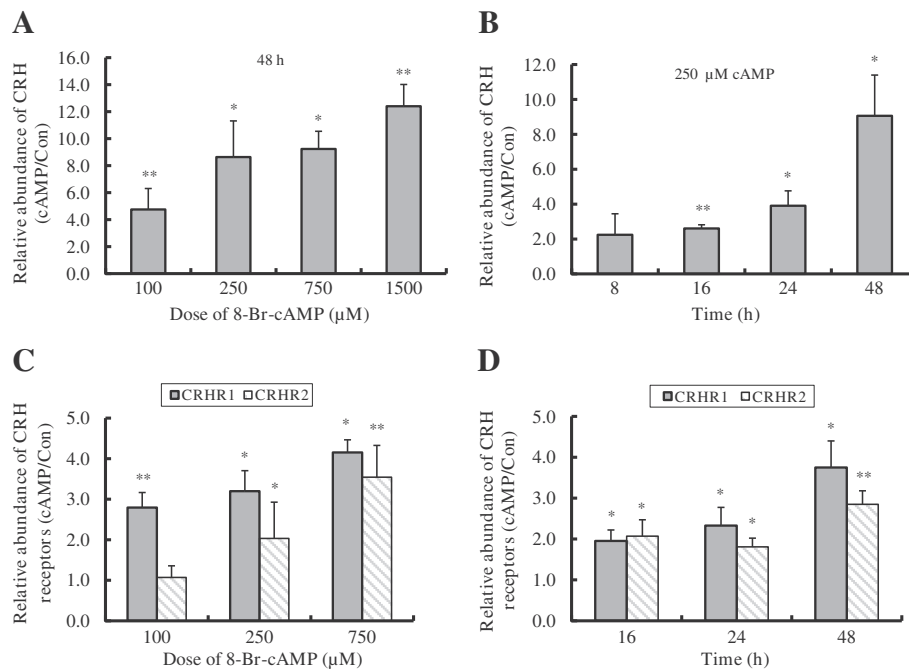 A
Relative abundance of CRH
(cAMP/Con)
16.0
14.0
12.0
10.0
8.0
6.0
4.0
2.0
0.0
48 h
**
*
*
**
100 250 750 1500
Dose of 8-Br-cAMP (µM)
B
Relative abundance of CRH
(cAMP/Con)
12.0
10.0
8.0
6.0
4.0
2.0
0.0
250 µM cAMP
**
*
*
8 16 24 48
Time (h)
C
CRHR1 CRHR2
Relative abundance of CRH
receptors (cAMP/Con)
5.0
4.0
3.0
2.0
1.0
0.0
**
*
*
*
**
100 250 750
Dose of 8-Br-cAMP (µM)
D
CRHR1 CRHR2
Relative abundance of CRH
receptors (cAMP/Con)
5.0
4.0
3.0
2.0
1.0
0.0
*
*
*
*
*
**
16 24 48
Time (h)